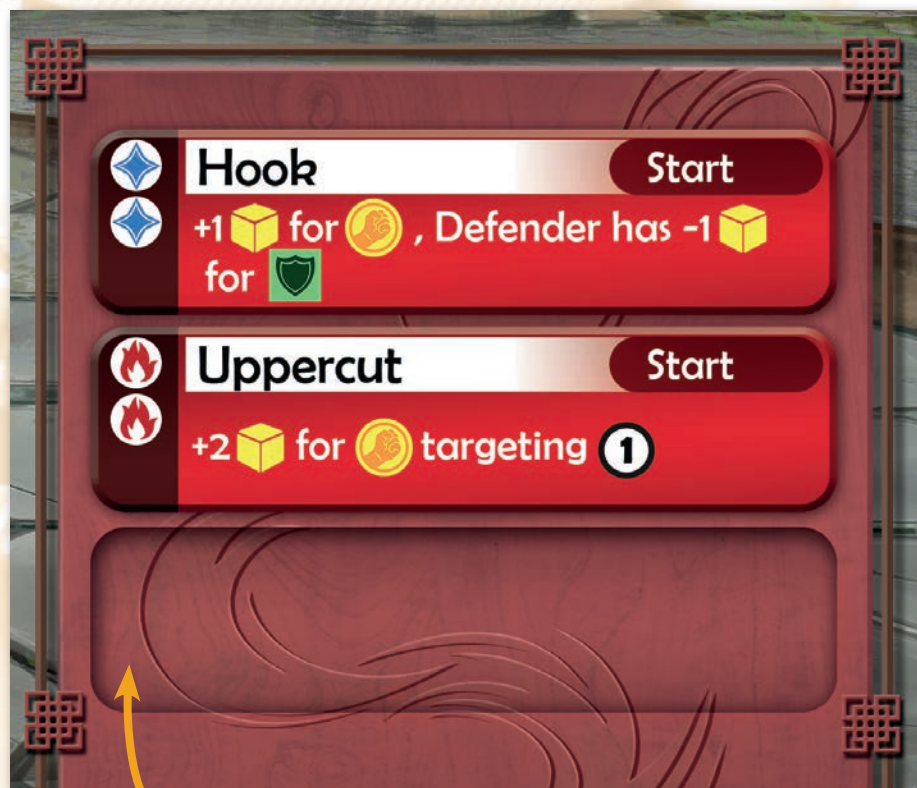 Hook
Start
+1 for , Defender has -1
for
Uppercut
Start
+2 for targeting 1